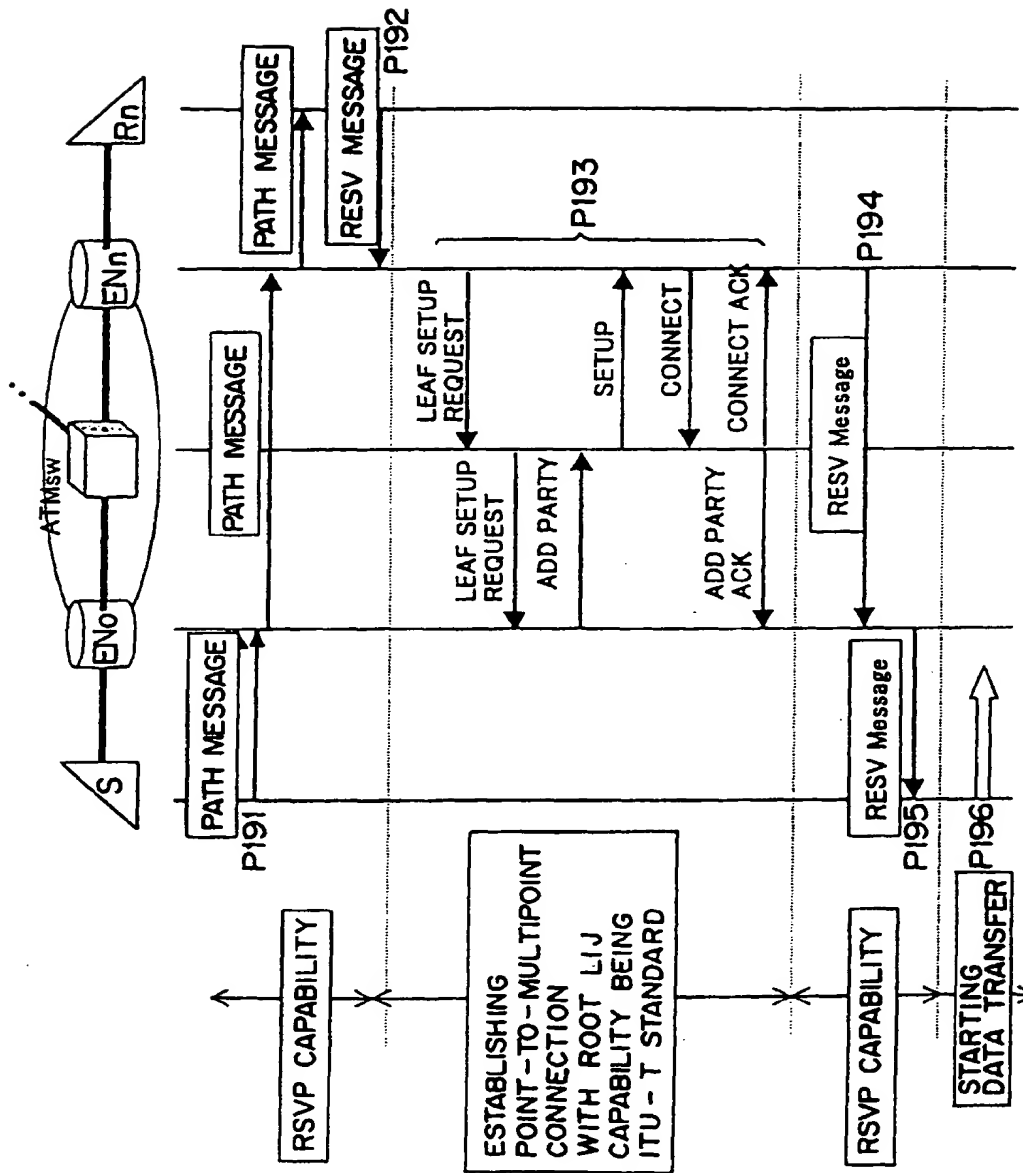 S
ENo
ATMsw
ENn
Rn
PATH MESSAGE
P191
PATH MESSAGE
PATH MESSAGE
RESV MESSAGE
P192
RSVP CAPABILITY
LEAF SETUP
REQUEST
LEAF SETUP
REQUEST
ADD PARTY
SETUP
CONNECT
CONNECT ACK
ADD PARTY
ACK
P193
ESTABLISHING
POINT-TO-MULTIPOINT
CONNECTION
WITH ROOT LIJ
CAPABILITY BEING
ITU-T STANDARD
RESV Message
P194
RESV Message
P195
RSVP CAPABILITY
P196
STARTING
DATA TRANSFER